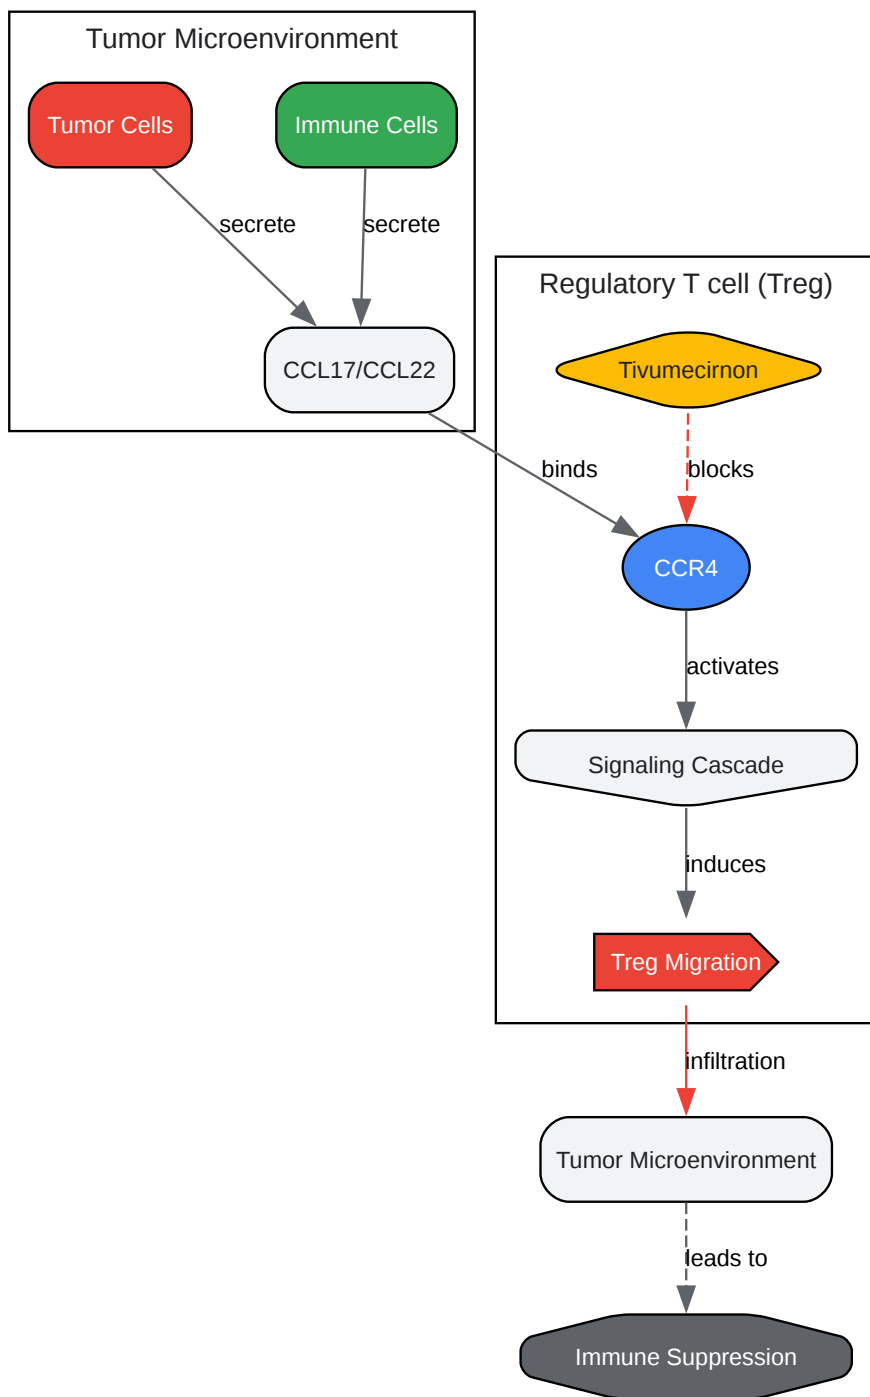 Tumor Microenvironment
Tumor Cells
Immune Cells
secrete
secrete
CCL17/CCL22
Regulatory T cell (Treg)
Tivumecirnon
binds
blocks
CCR4
activates
Signaling Cascade
induces
Treg Migration
infiltration
Tumor Microenvironment
leads to
Immune Suppression